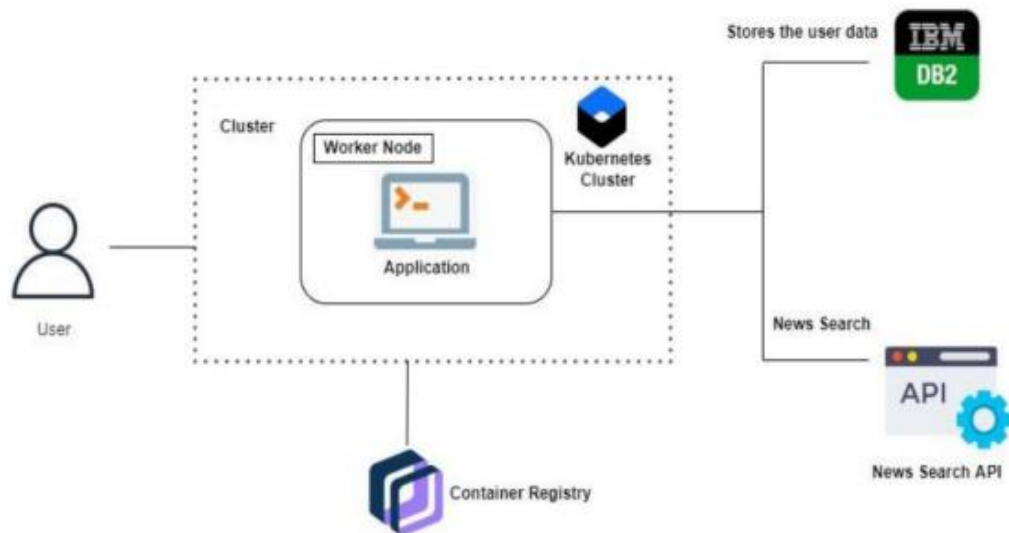 Stores the user data
IBM
DB2
Cluster
Worker Node
Kubernetes
Cluster
Application
User
News Search
API
News Search API
Container Registry